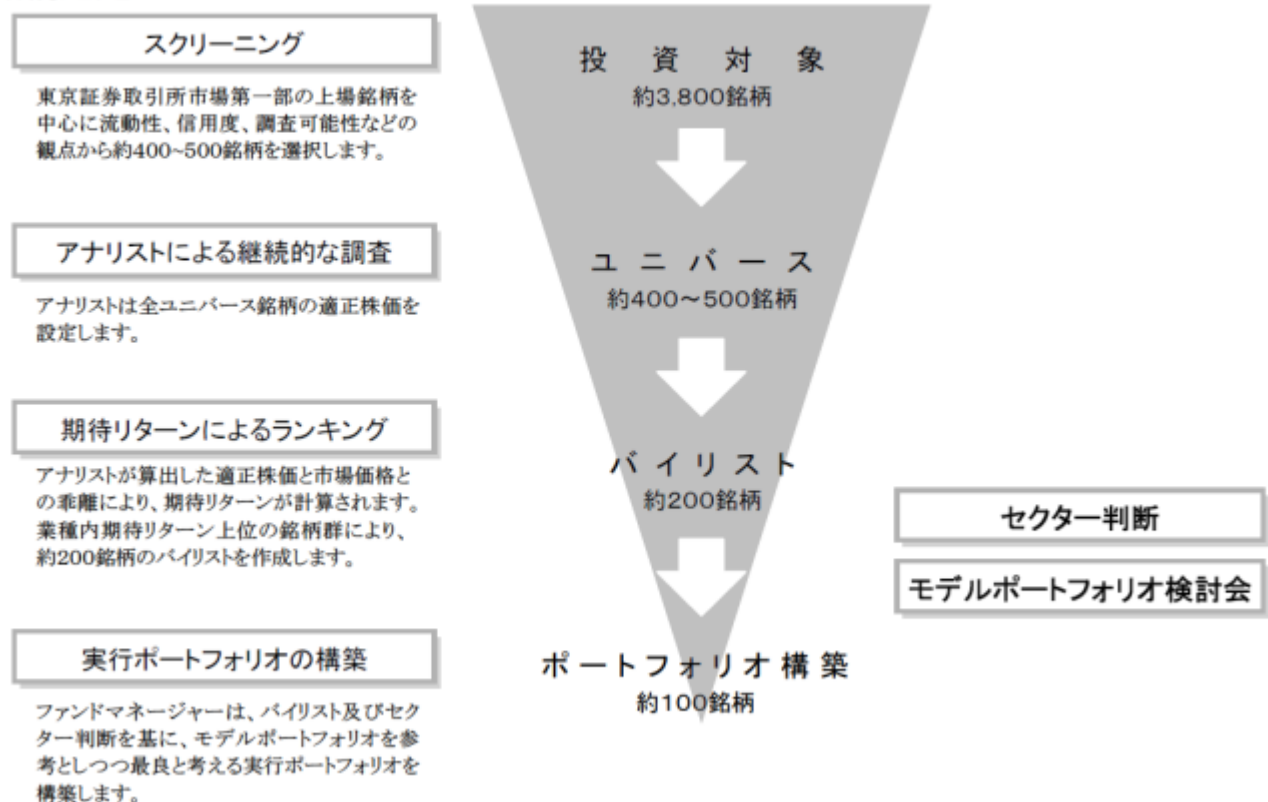 スクリーニング
東京証券取引所市場第一部の上場銘柄を
中心に流動性、信用度、調査可能性などの
観点から約400~500銘柄を選択します。
アナリストによる継続的な調査
アナリストは全ユニバース銘柄の適正株価を
設定します。
期待リターンによるランキング
アナリストが算出した適正株価と市場価格と
の乖離により、期待リターンが計算されます。
業種内期待リターン上位の銘柄群により、
約200銘柄のバイリストを作成します。
実行ポートフォリオの構築
ファンドマネージャーは、バイリスト及びセク
ター判断を基に、モデルポートフォリオを参
考としつつ最良と考える実行ポートフォリオを
構築します。
投資対象
約3,800銘柄
ユニバース
約400～500銘柄
バイリスト
約200銘柄
ポートフォリオ構築
約100銘柄
セクター判断
モデルポートフォリオ検討会